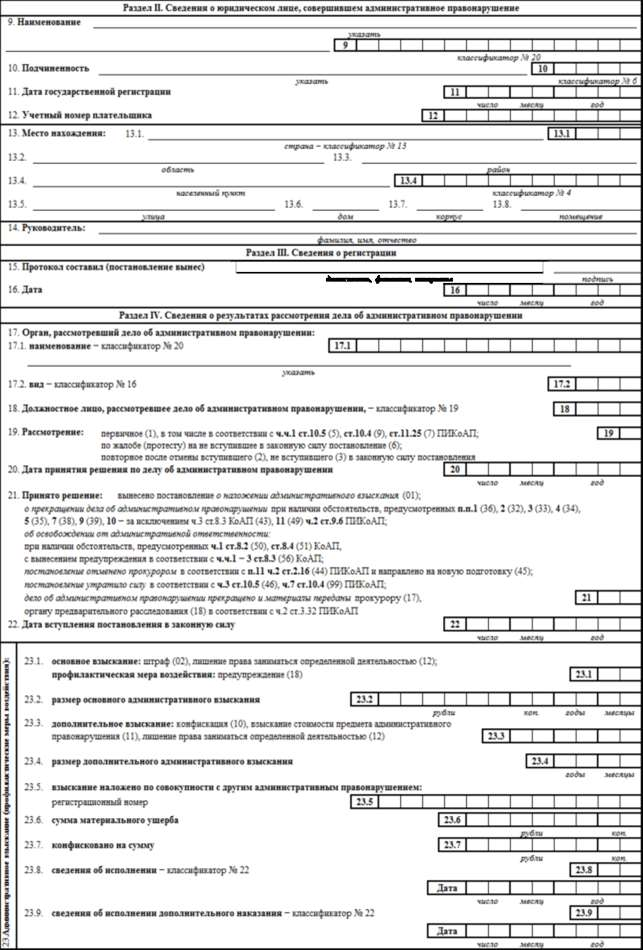 Раздел II. Сведения о юридическом лице, совершившем административное правонарушение
9. Наименование
указать
9
классификатор № 20
10. Подчиненность
10
указать
классификатор № 6
11. Дата государственной регистрации
11
число месяц год
12. Учетный номер плательщика
12
13. Место нахождения: 13.1.
13.1
страна – классификатор № 13
13.2. 13.3.
область район
13.4.
13.4
населенный пункт классификатор № 4
13.5. 13.6. 13.7. 13.8.
улица дом корпус помещение
14. Руководитель:
фамилия, имя, отчество
Раздел III. Сведения о регистрации
15. Протокол составил (постановление вынес)
подпись
16. Дата
16
число месяц год
Раздел IV. Сведения о результатах рассмотрения дела об административном правонарушении
17. Орган, рассмотревший дело об административном правонарушении:
17.1. наименование – классификатор № 20
17.1
указать
17.2. вид – классификатор № 16
17.2
18. Должностное лицо, рассмотревшее дело об административном правонарушении, – классификатор № 19
18
19. Рассмотрение: первичное (1), в том числе в соответствии с ч.ч.1 ст.10.5 (5), ст.10.4 (9), ст.11.25 (7) ПИКоАП;
19
по жалобе (протесту) на не вступившее в законную силу постановление (6);
повторное после отмены вступившего (2), не вступившего (3) в законную силу постановления
20. Дата принятия решения по делу об административном правонарушении
20
число месяц год
21. Принято решение: вынесено постановление о наложении административного взыскания (01);
о прекращении дела об административном правонарушении при наличии обстоятельств, предусмотренных п.п.1 (36), 2 (32), 3 (33), 4 (34),
5 (35), 7 (38), 9 (39), 10 – за исключением ч.3 ст.8.3 КоАП (43), 11 (49) ч.2 ст.9.6 ПИКоАП;
об освобождении от административной ответственности:
при наличии обстоятельств, предусмотренных ч.1 ст.8.2 (50), ст.8.4 (51) КоАП,
с вынесением предупреждения в соответствии с ч.ч.1 – 3 ст.8.3 (56) КоАП;
постановление отменено прокурором в соответствии с п.11 ч.2 ст.2.16 (44) ПИКоАП и направлено на новую подготовку (45);
постановление утратило силу в соответствии с ч.3 ст.10.5 (46), ч.7 ст.10.4 (99) ПИКоАП;
дело об административном правонарушении прекращено и материалы переданы прокурору (17),
21
органу предварительного расследования (18) в соответствии с ч.2 ст.3.32 ПИКоАП
22. Дата вступления постановления в законную силу
22
число месяц год
23 Административное взыскание (профилактические меры воздействия):
23.1. основное взыскание: штраф (02), лишение права заниматься определенной деятельностью (12);
профилактическая мера воздействия: предупреждение (18)
23.1
23.2. размер основного административного взыскания
23.2
рубли коп. годы месяцы
23.3. дополнительное взыскание: конфискация (10), взыскание стоимости предмета административного
правонарушения (11), лишение права заниматься определенной деятельностью (12)
23.3
23.4. размер дополнительного административного взыскания
23.4
годы месяцы
23.5. взыскание наложено по совокупности с другим административным правонарушением:
регистрационный номер
23.5
23.6. сумма материального ущерба
23.6
рубли коп.
23.7. конфисковано на сумму
23.7
рубли коп.
23.8. сведения об исполнении – классификатор № 22
23.8
Дата
число месяц год
23.9. сведения об исполнении дополнительного наказания – классификатор № 22
23.9
Дата
число месяц год